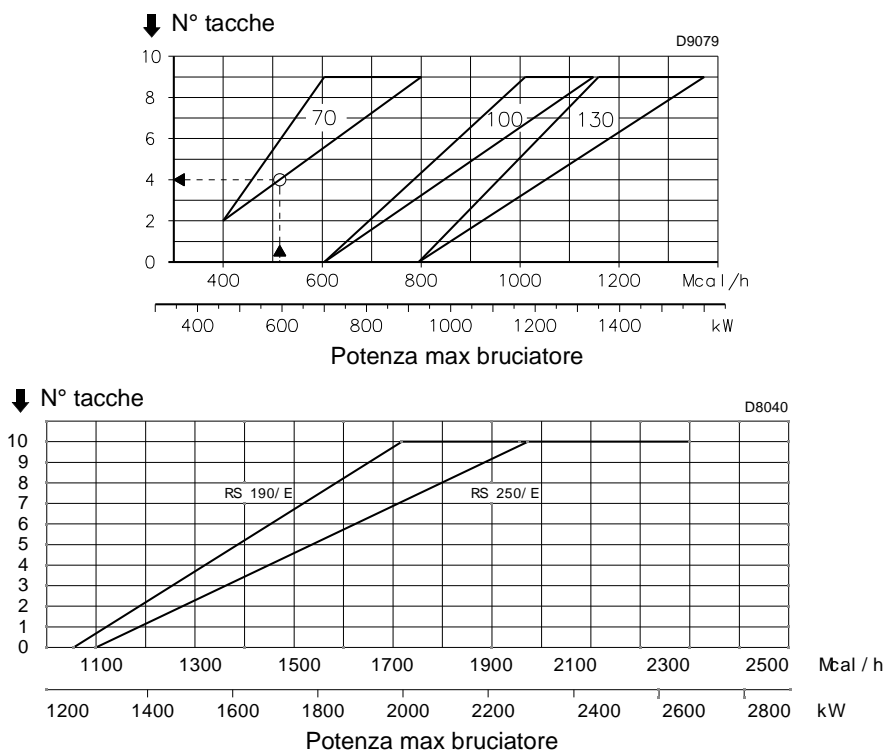 N° tacche
D9079
10
8
6
4
2
0
70
100
130
400 600 800 1000 1200 Mcal/h
400 600 800 1000 1200 1400 kW
Potenza max bruciatore
N° tacche
D8040
10
9
8
7
6
5
4
3
2
1
0
RS 190/E
RS 250/E
1100 1300 1500 1700 1900 2100 2300 2500 Mcal / h
1200 1400 1600 1800 2000 2200 2400 2600 2800 kW
Potenza max bruciatore